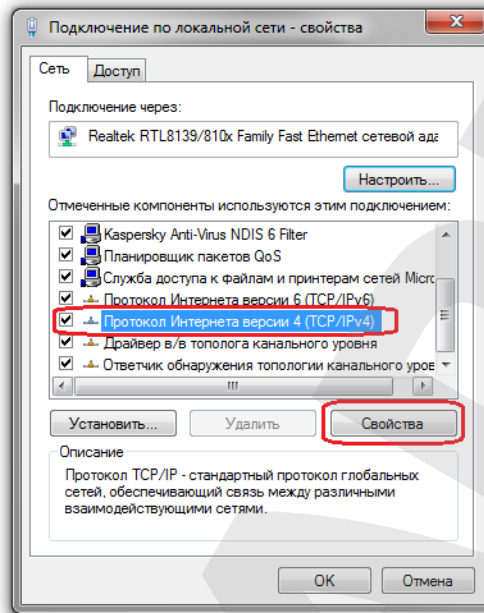 Подключение по локальной сети - свойства
Сеть
Доступ
Подключение через:
Realtek RTL8139/810x Family Fast Ethernet сетевой ада
Настроить...
Отмеченные компоненты используются этим подключением:
Kaspersky Anti-Virus NDIS 6 Filter
Планировщик пакетов QoS
Служба доступа к файлам и принтерам сетей Micro
Протокол Интернета версии 6 (TCP/IPv6)
Протокол Интернета версии 4 (TCP/IPv4)
Драйвер в/в тополога канального уровня
Ответчик обнаружения топологии канального уров
Установить...
Удалить
Свойства
Описание
Протокол TCP/IP - стандартный протокол глобальных
сетей, обеспечивающий связь между различными
взаимодействующими сетями.
OK
Отмена